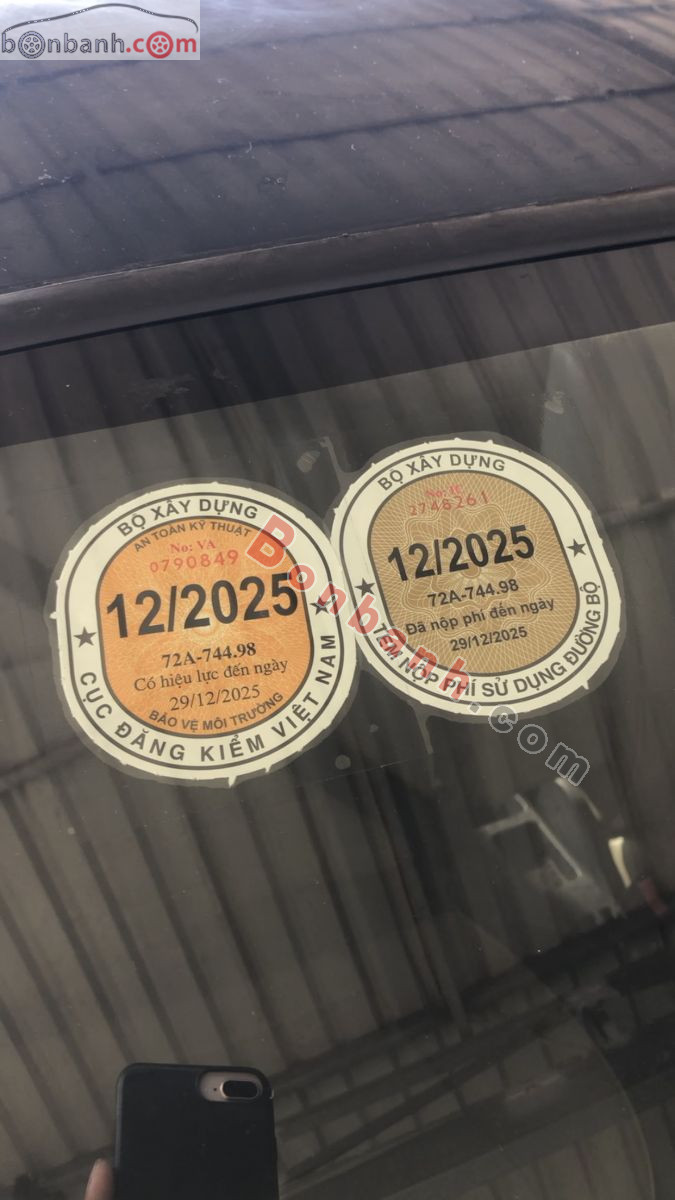 bonbanh.com
BỘ XÂY DỰNG
AN TOÀN KỸ THUẬT
No: VA
0790849
12/2025
72A-744.98
Có hiệu lực đến ngày
29/12/2025
BẢO VỆ MÔI TRƯỜNG
CỤC ĐĂNG KIỂM VIỆT NAM
BỘ XÂY DỰNG
2748261
12/2025
72A-744.98
Đã nộp phí đến ngày
29/12/2025
TEM NỘP PHÍ SỬ DỤNG ĐƯỜNG BỘ
Bonbanh.com